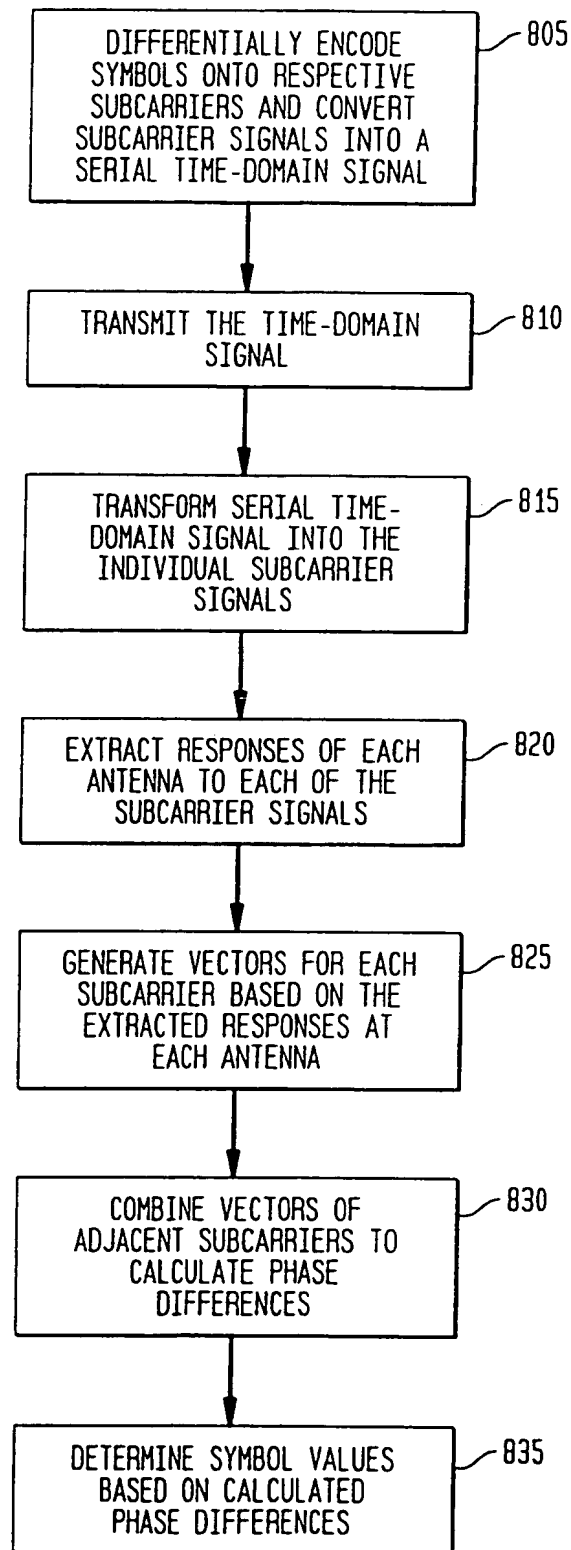 DIFFERENTIALLY ENCODE
SYMBOLS ONTO RESPECTIVE
SUBCARRIERS AND CONVERT
SUBCARRIER SIGNALS INTO A
SERIAL TIME-DOMAIN SIGNAL
805
TRANSMIT THE TIME-DOMAIN
SIGNAL
810
TRANSFORM SERIAL TIME-
DOMAIN SIGNAL INTO THE
INDIVIDUAL SUBCARRIER
SIGNALS
815
EXTRACT RESPONSES OF EACH
ANTENNA TO EACH OF THE
SUBCARRIER SIGNALS
820
GENERATE VECTORS FOR EACH
SUBCARRIER BASED ON THE
EXTRACTED RESPONSES AT
EACH ANTENNA
825
COMBINE VECTORS OF
ADJACENT SUBCARRIERS TO
CALCULATE PHASE
DIFFERENCES
830
DETERMINE SYMBOL VALUES
BASED ON CALCULATED
PHASE DIFFERENCES
835